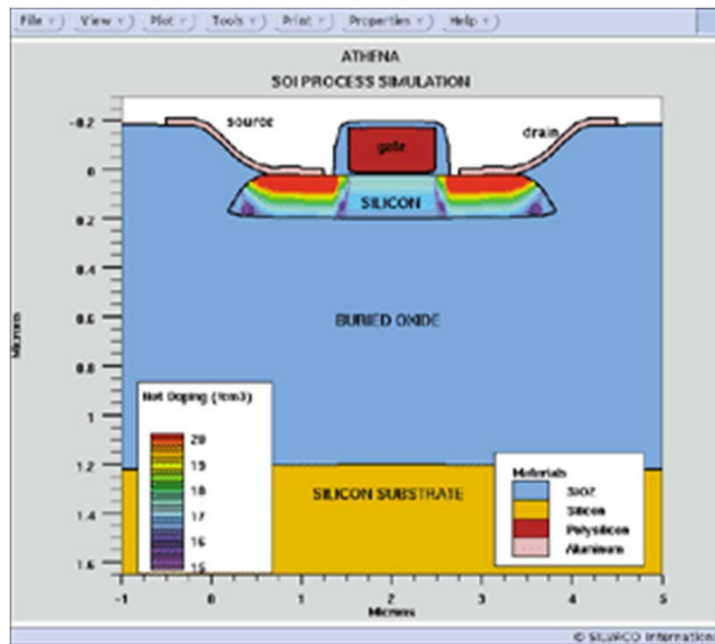 File View Plot Tools Print Properties Help
ATHENA
SOI PROCESS SIMULATION
source
gate
drain
SILICON
BURIED OXIDE
SILICON SUBSTRATE
Microns
-0.2
0
0.2
0.4
0.6
0.8
1
1.2
1.4
1.6
Net Doping (/cm3)
20
19
18
17
16
15
Materials
SiO2
Silicon
Polysilicon
Aluminum
-1 0 1 2 3 4 5
Microns
© SILVACO International